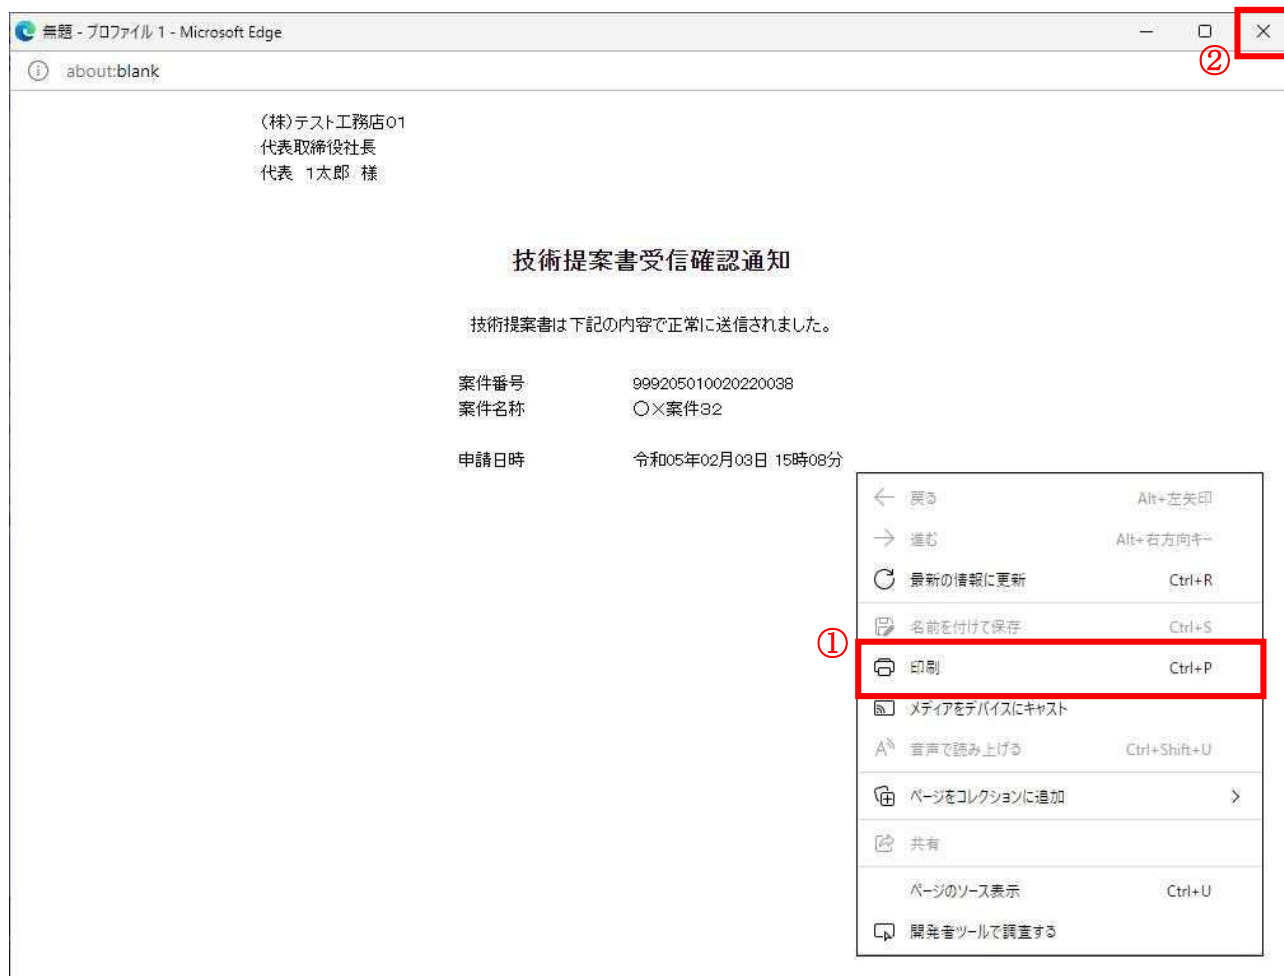 無題 - プロファイル 1 - Microsoft Edge
②
about:blank
(株)テスト工務店01
代表取締役社長
代表 1太郎 様
技術提案書受信確認通知
技術提案書は下記の内容で正常に送信されました。
案件番号 999205010020220038
案件名称 ○×案件32
申請日時 令和05年02月03日 15時08分
戻る Alt+左矢印
進む Alt+右方向キー
最新の情報に更新 Ctrl+R
名前を付けて保存 Ctrl+S
①
印刷 Ctrl+P
メディアをデバイスにキャスト
音声で読み上げる Ctrl+Shift+U
ページをコレクションに追加
共有
ページのソース表示 Ctrl+U
開発者ツールで調査する